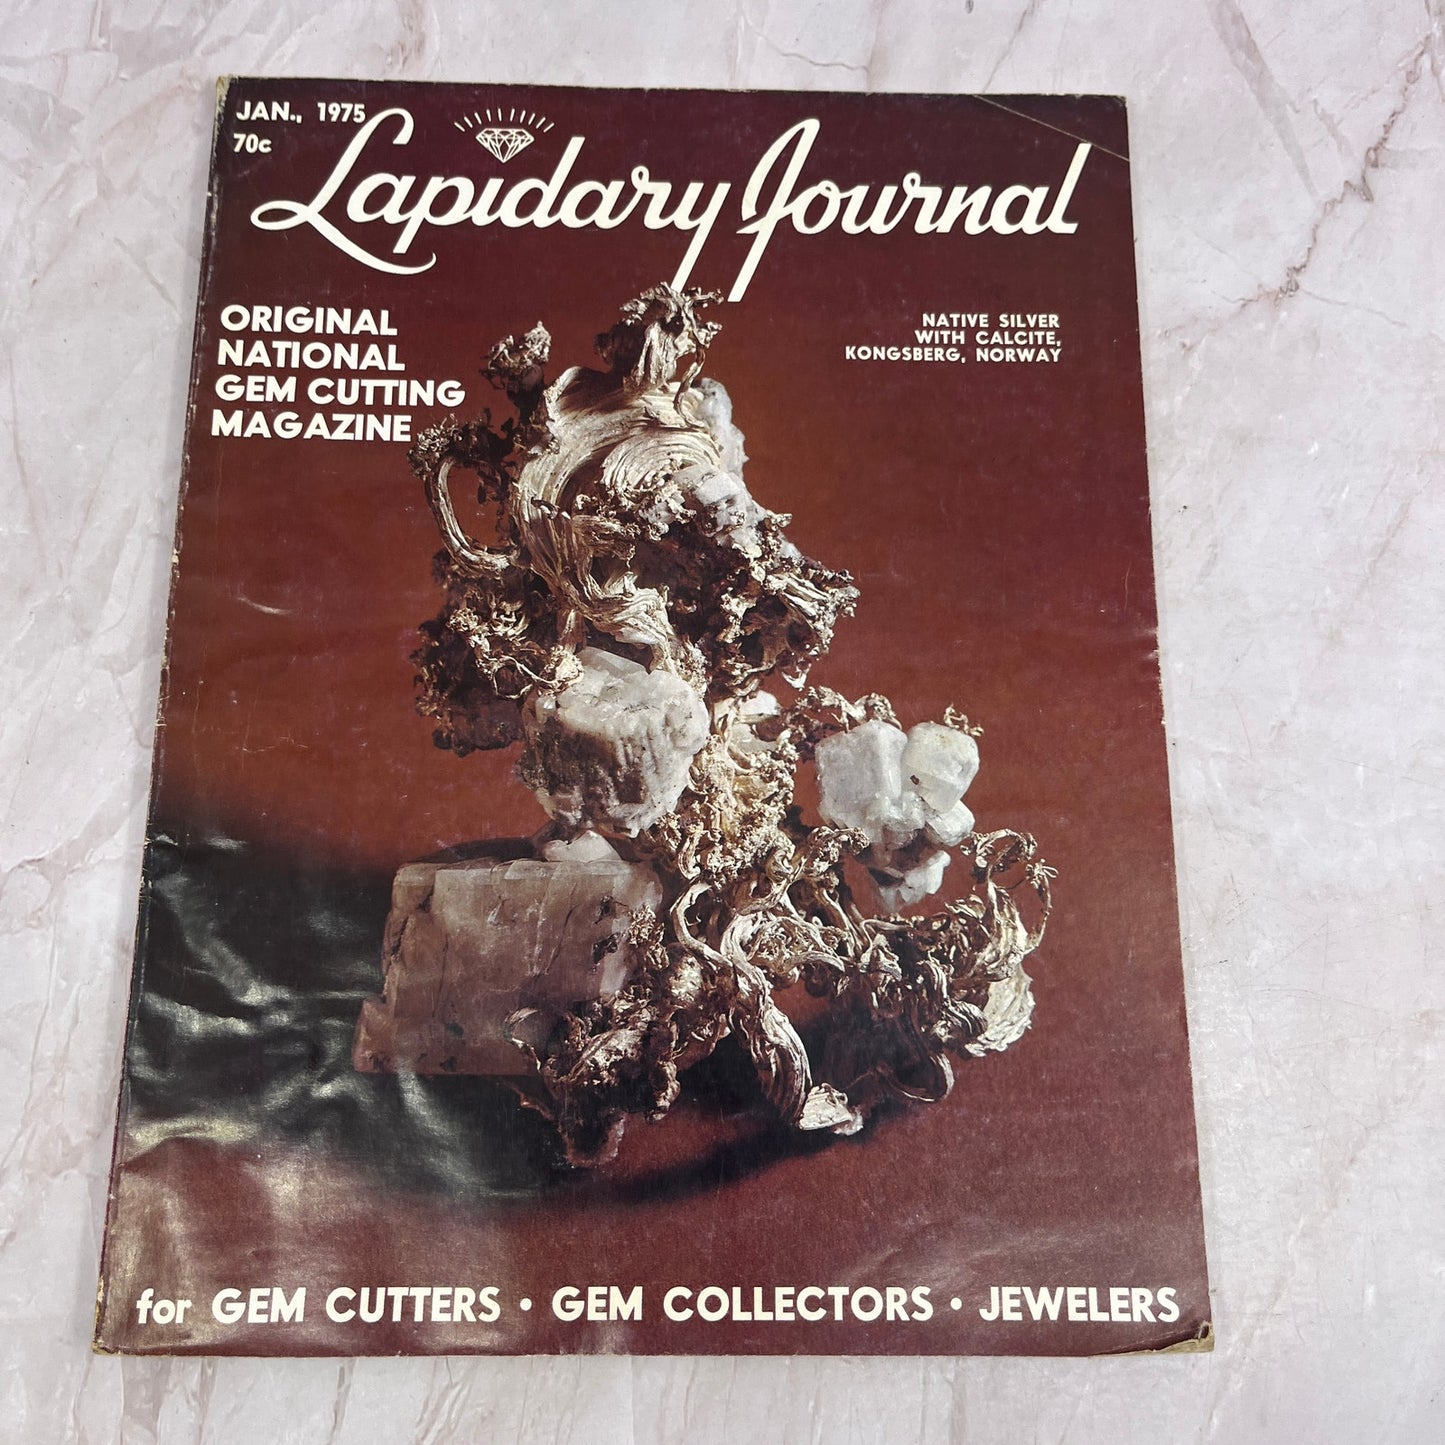 JAN., 1975
70c
Lapidary Journal
ORIGINAL
NATIONAL
GEM CUTTING
MAGAZINE
NATIVE SILVER
WITH CALCITE,
KONGSBERG, NORWAY
for GEM CUTTERS • GEM COLLECTORS • JEWELERS